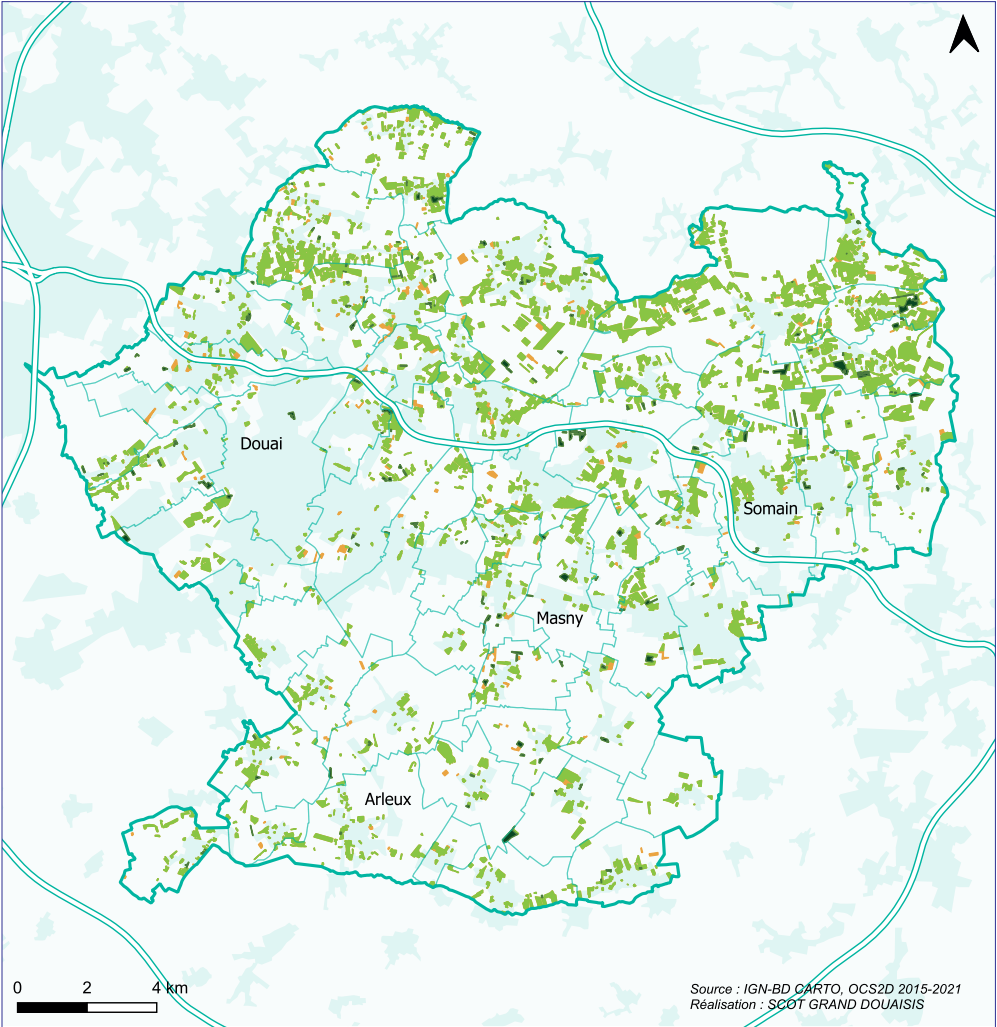 Douai
Somain
Masny
Arleux
0 2 4 km
Source : IGN-BD CARTO, OCS2D 2015-2021
Réalisation : SCOT GRAND DOUAISIS